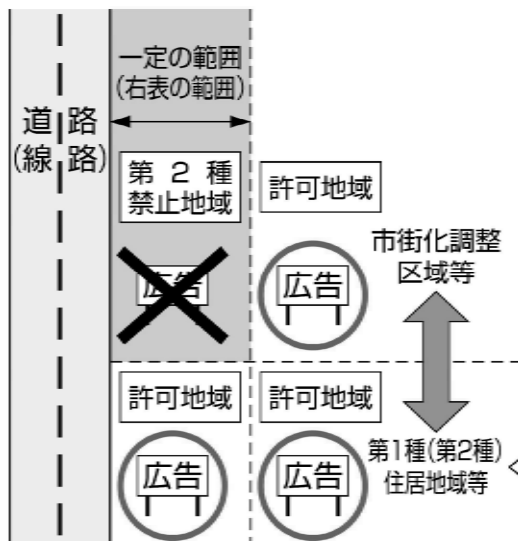 一定の範囲
(右表の範囲)
道路
(線路)
第2種
禁止地域
許可地域
広告
広告
市街化調整
区域等
許可地域
許可地域
広告
広告
第1種(第2種)
住居地域等